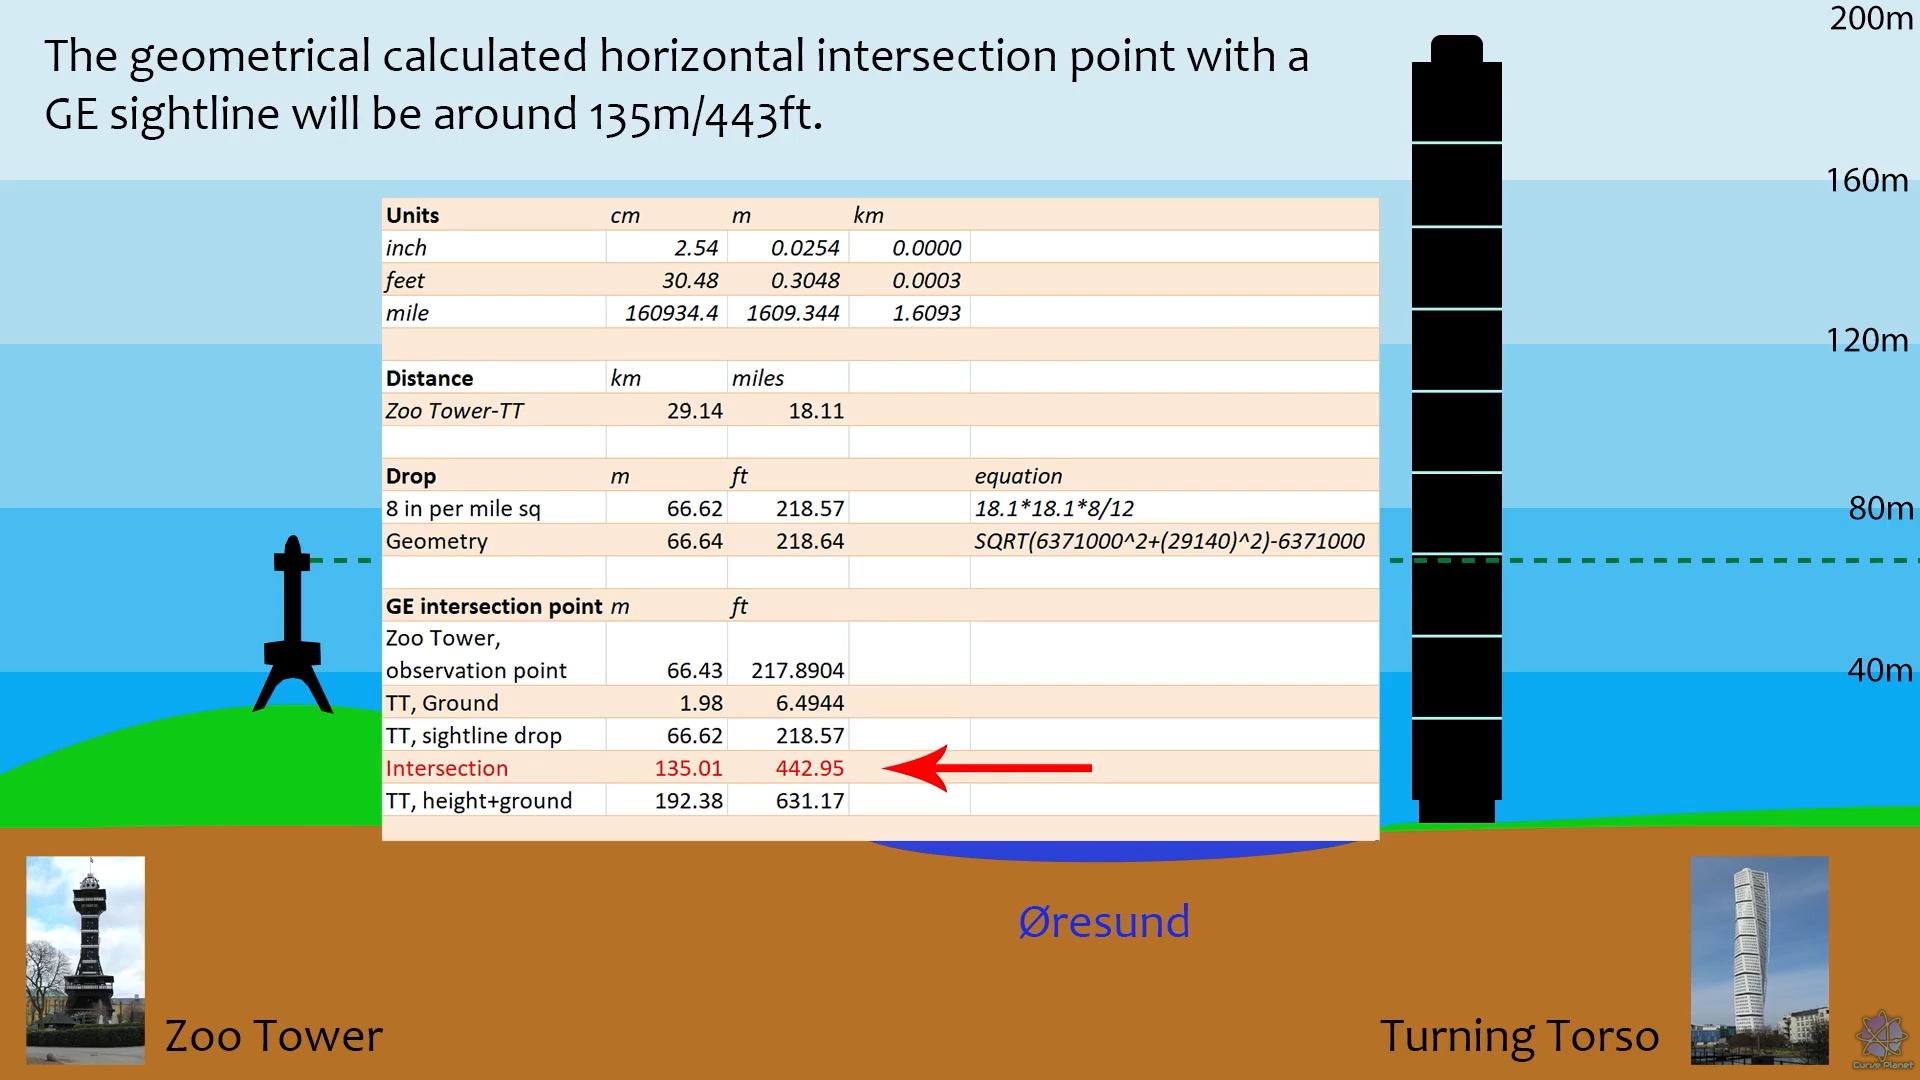 The geometrical calculated horizontal intersection point with a
GE sightline will be around 135m/443ft.
200m
160m
120m
80m
40m
Units cm m km
inch 2.54 0.0254 0.0000
feet 30.48 0.3048 0.0003
mile 160934.4 1609.344 1.6093
Distance km miles
Zoo Tower-TT 29.14 18.11
Drop m ft equation
8 in per mile sq 66.62 218.57 18.1*18.1*8/12
Geometry 66.64 218.64 SQRT(6371000^2+(29140)^2)-6371000
GE intersection point m ft
Zoo Tower,
observation point 66.43 217.8904
TT, Ground 1.98 6.4944
TT, sightline drop 66.62 218.57
Intersection 135.01 442.95
TT, height+ground 192.38 631.17
Øresund
Zoo Tower
Turning Torso
Curve Planet